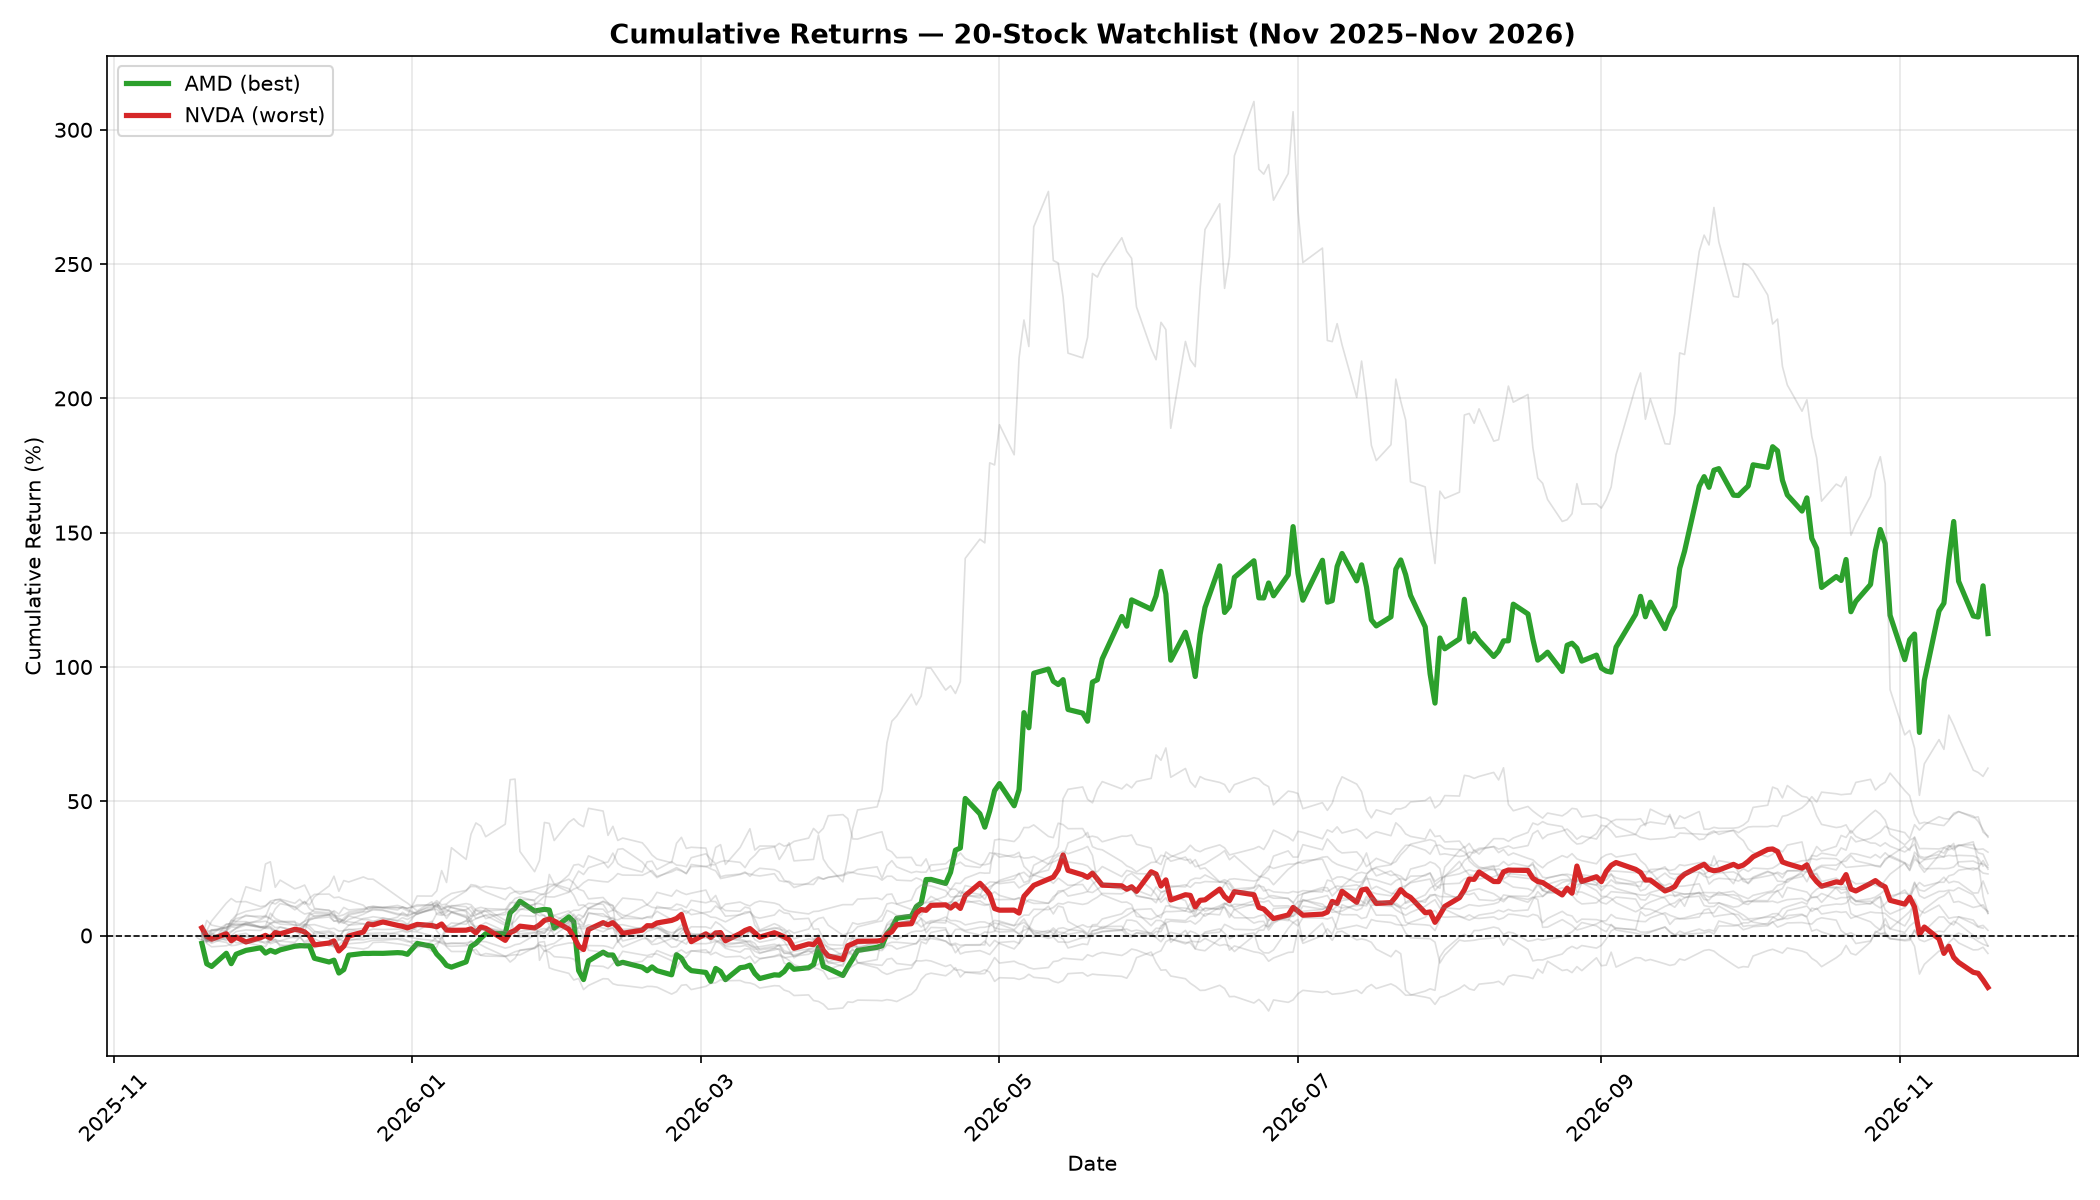 Cumulative Returns — 20-Stock Watchlist (Nov 2025–Nov 2026)
AMD (best)
NVDA (worst)
Cumulative Return (%)
300
250
200
150
100
50
0
2025-11
2026-01
2026-03
2026-05
2026-07
2026-09
2026-11
Date